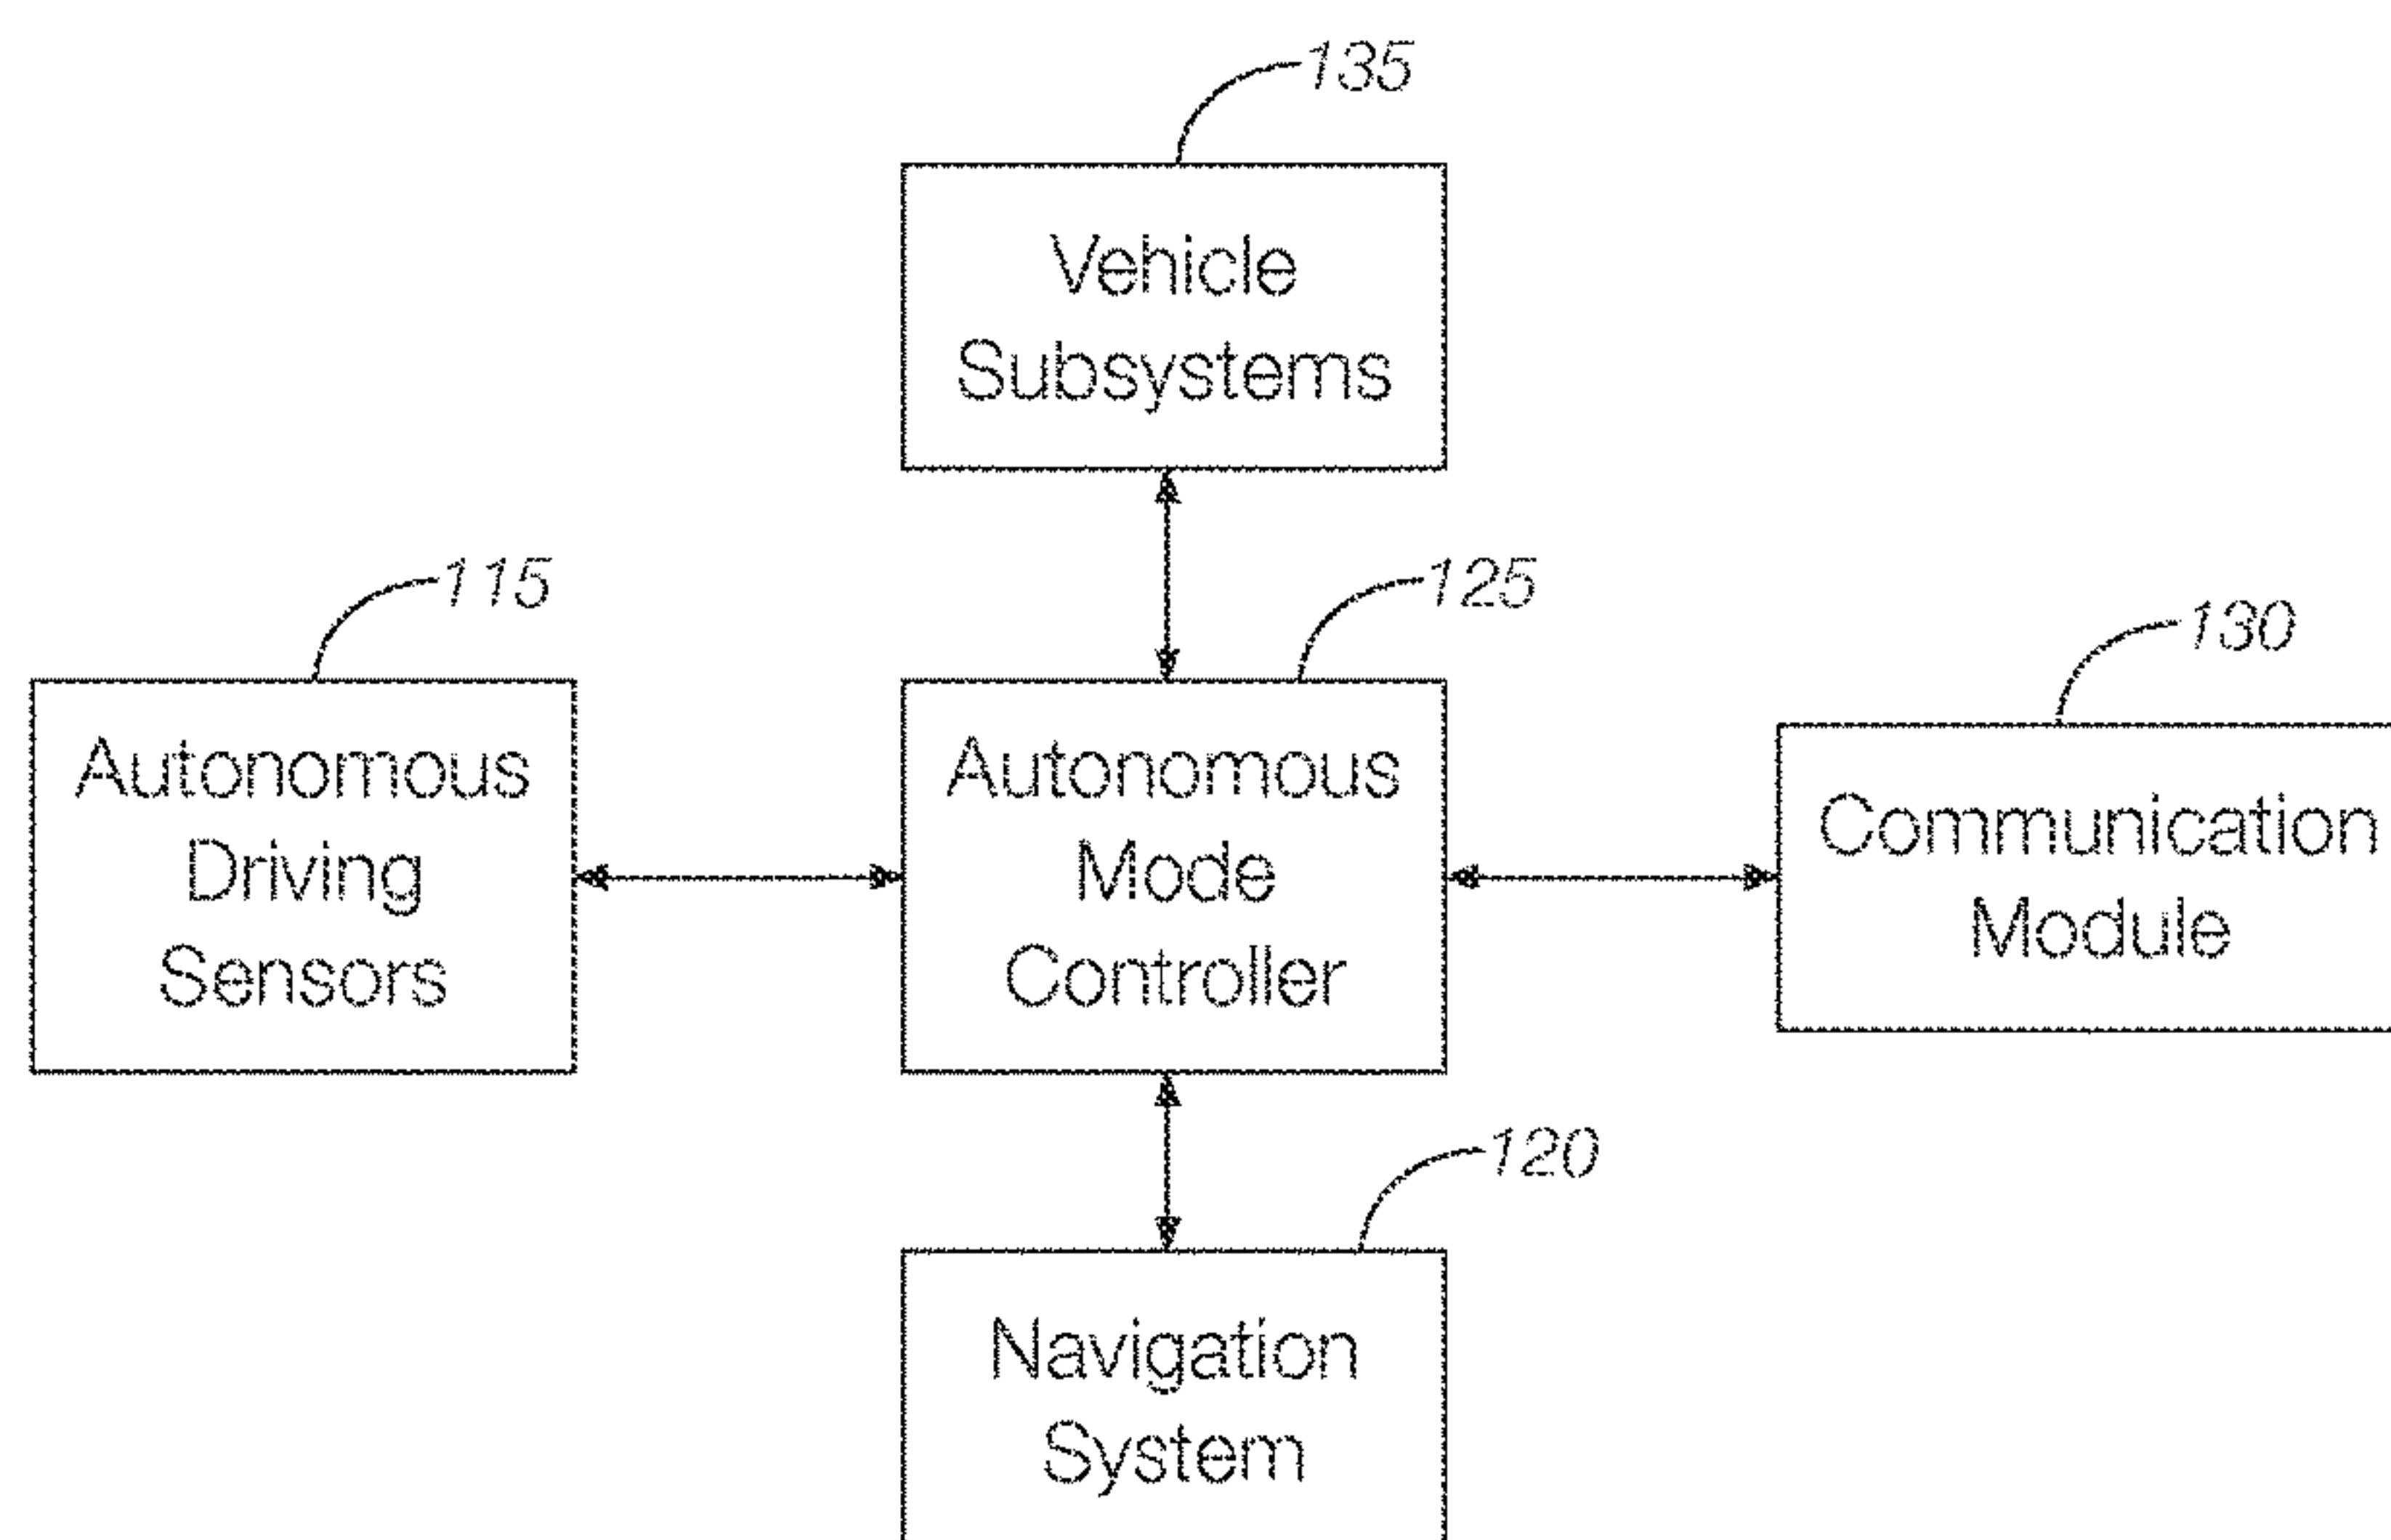 135
Vehicle
Subsystems
115
125
130
Autonomous
Driving
Sensors
Autonomous
Mode
Controller
Communication
Module
120
Navigation
System